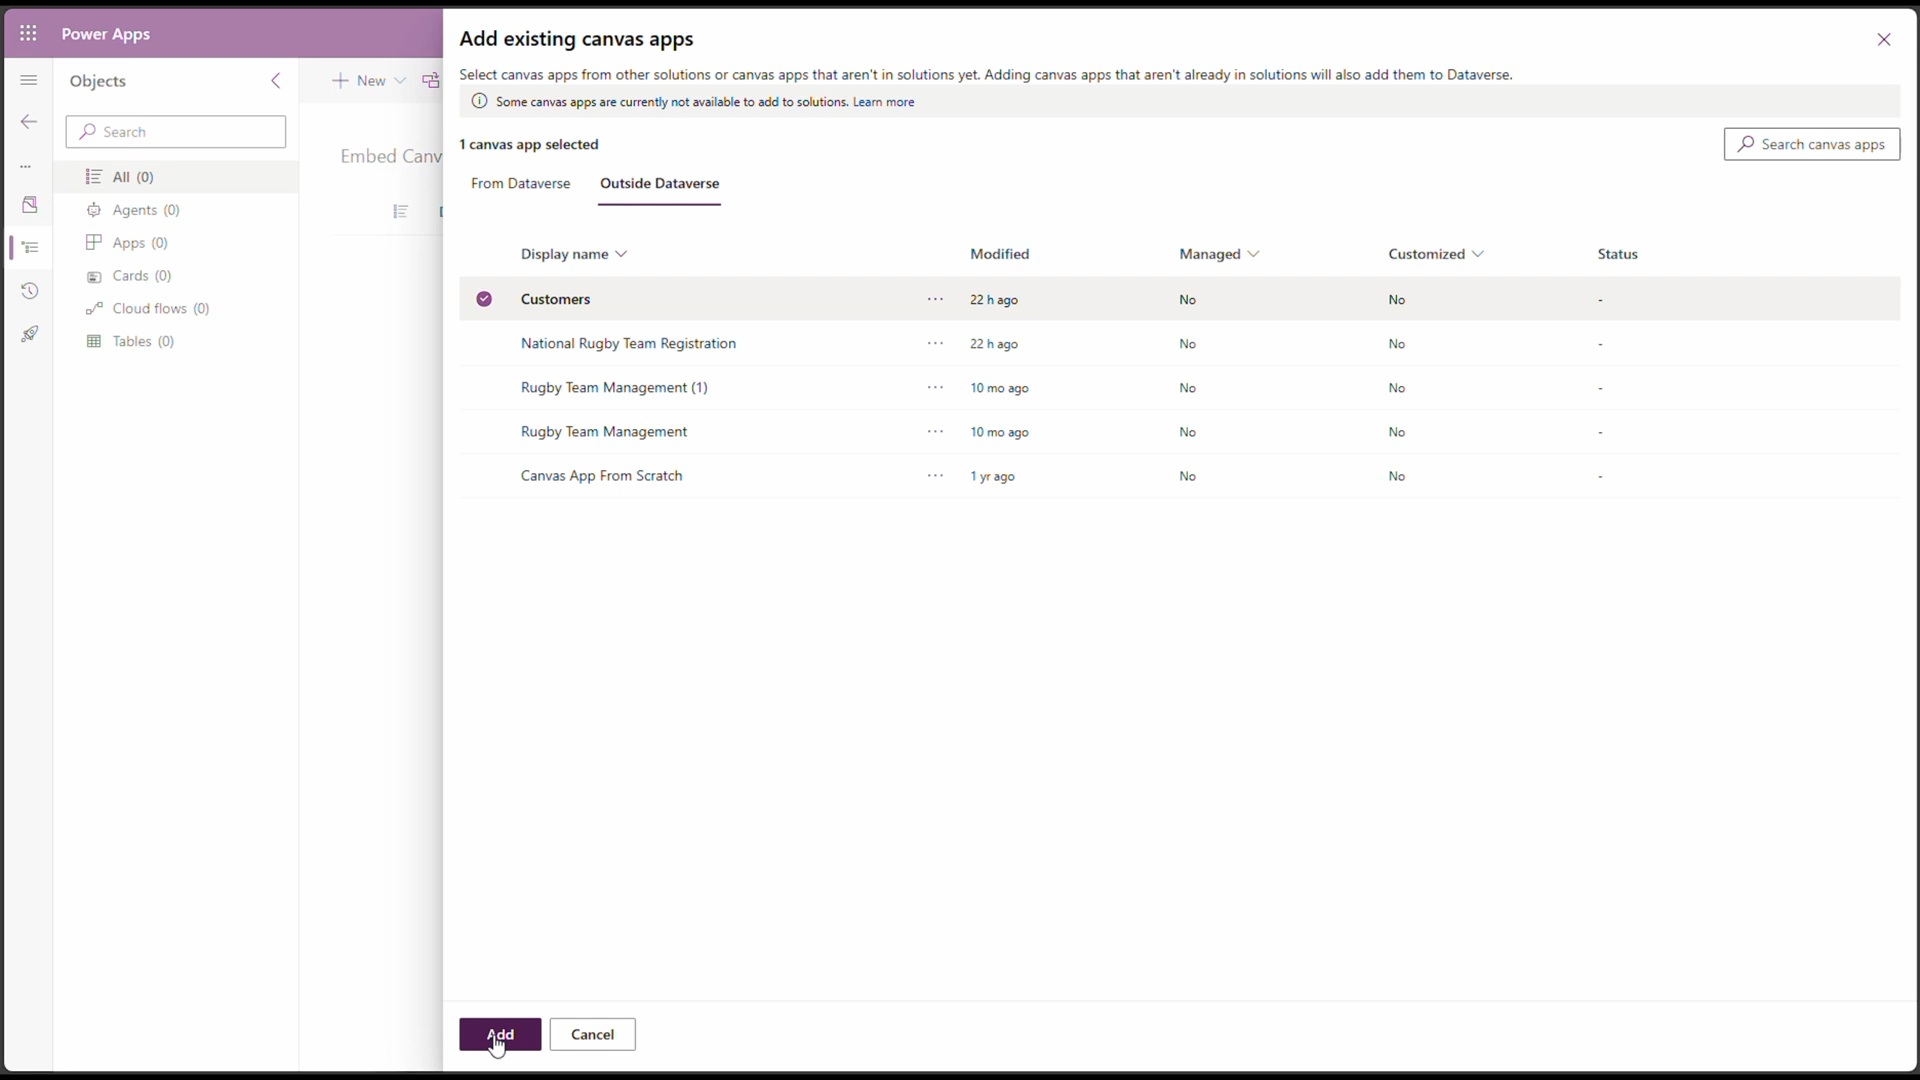 Power Apps
Objects
New
Search
Embed Canv
All (0)
Agents (0)
Apps (0)
Cards (0)
Cloud flows (0)
Tables (0)
Add existing canvas apps
Select canvas apps from other solutions or canvas apps that aren't in solutions yet. Adding canvas apps that aren't already in solutions will also add them to Dataverse.
Some canvas apps are currently not available to add to solutions. Learn more
1 canvas app selected
Search canvas apps
From Dataverse Outside Dataverse
Display name Modified Managed Customized Status
Customers ... 22 h ago No No -
National Rugby Team Registration ... 22 h ago No No -
Rugby Team Management (1) ... 10 mo ago No No -
Rugby Team Management ... 10 mo ago No No -
Canvas App From Scratch ... 1 yr ago No No -
Add Cancel